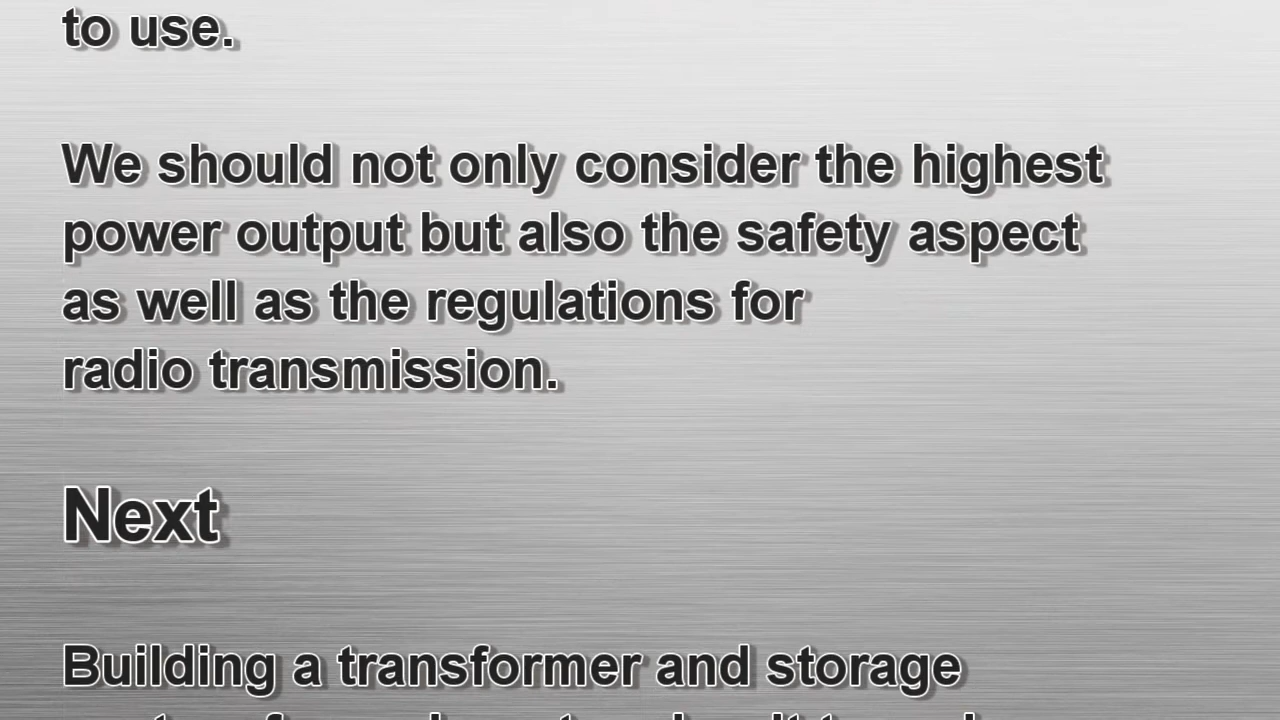 to use.
We should not only consider the highest
power output but also the safety aspect
as well as the regulations for
radio transmission.
Next
Building a transformer and storage